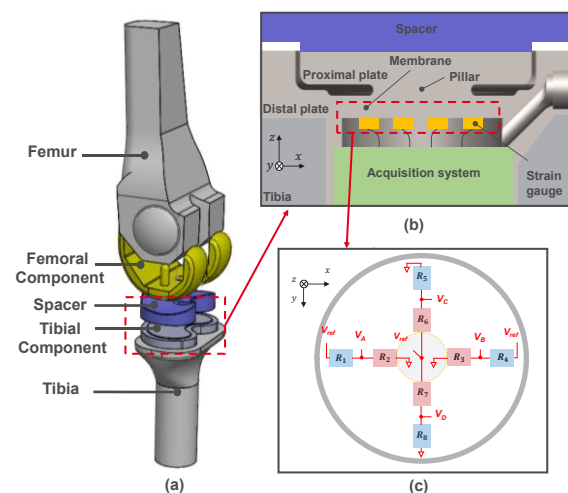 Femur
Femoral
Component
Spacer
Tibial
Component
Tibia
(a)
Spacer
Membrane
Proximal plate
Pillar
Distal plate
z
y
x
Tibia
Acquisition system
Strain
gauge
(b)
z
x
y
R5
VC
R6
Vref
VA
Vref
VB
Vref
R1
R2
R3
R4
R7
VD
R8
(c)